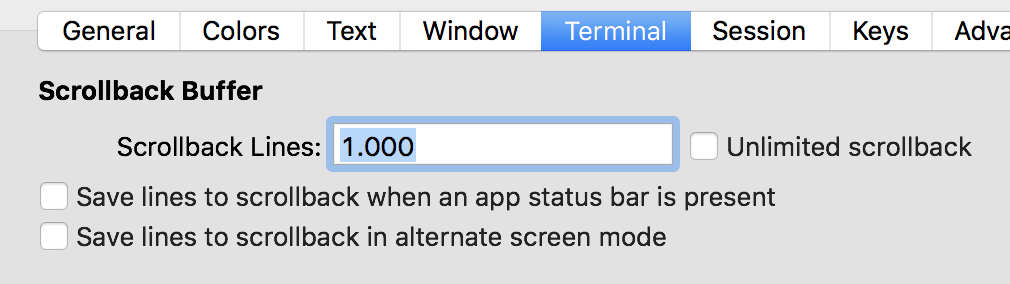 General Colors Text Window Terminal Session Keys Adva
Scrollback Buffer
Scrollback Lines: 1.000 Unlimited scrollback
Save lines to scrollback when an app status bar is present
Save lines to scrollback in alternate screen mode